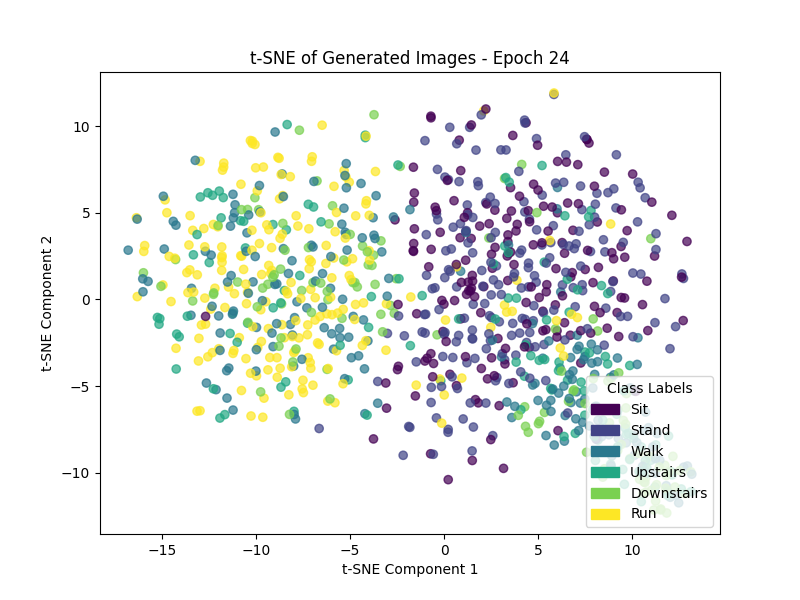 t-SNE of Generated Images - Epoch 24
10
5
0
−5
−10
t-SNE Component 2
−15
−10
−5
0
5
10
t-SNE Component 1
Class Labels
Sit
Stand
Walk
Upstairs
Downstairs
Run